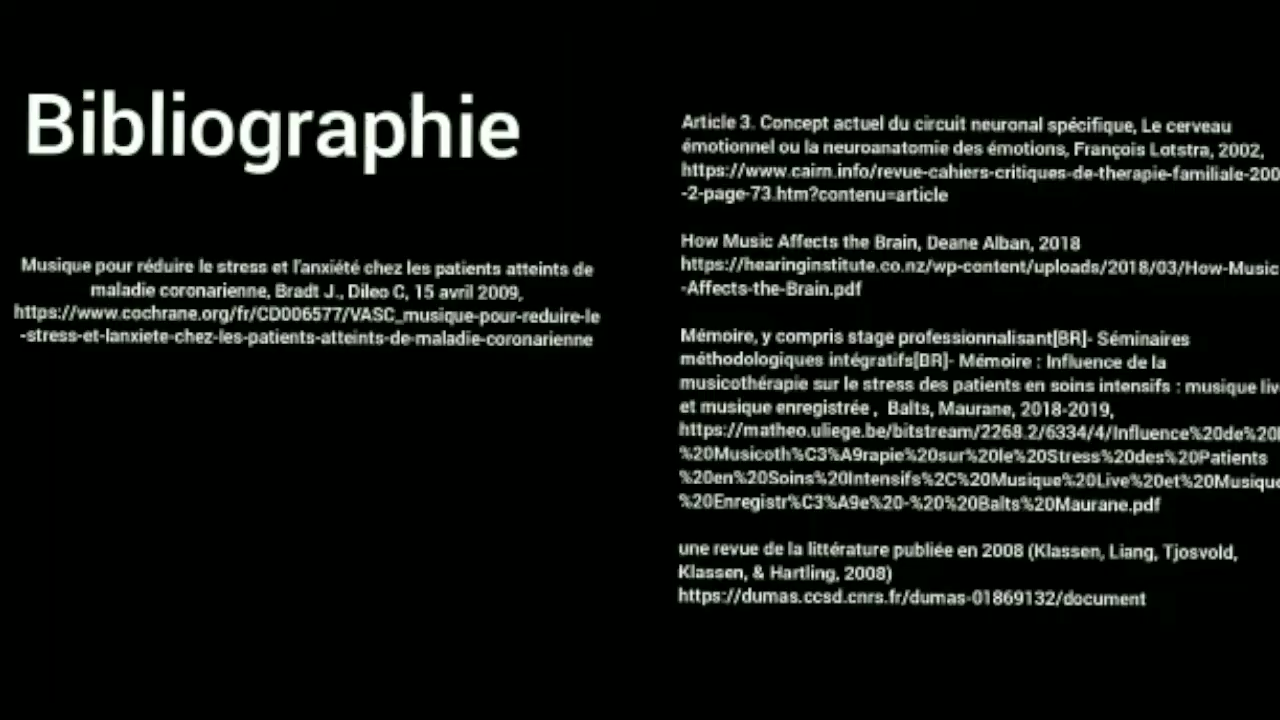 Bibliographie
Musique pour réduire le stress et l'anxiété chez les patients atteints de
maladie coronarienne, Bradt J., Dileo C, 15 avril 2009,
https://www.cochrane.org/fr/CD006577/VASC_musique-pour-reduire-le
-stress-et-lanxiete-chez-les-patients-atteints-de-maladie-coronarienne
Article 3. Concept actuel du circuit neuronal spécifique, Le cerveau
émotionnel ou la neuroanatomie des émotions, François Lotstra, 2002,
https://www.cairn.info/revue-cahiers-critiques-de-therapie-familiale-200
-2-page-73.htm?contenu=article
How Music Affects the Brain, Deane Alban, 2018
https://hearinginstitute.co.nz/wp-content/uploads/2018/03/How-Music
-Affects-the-Brain.pdf
Mémoire, y compris stage professionnalisant[BR]- Séminaires
méthodologiques intégratifs[BR]- Mémoire : Influence de la
musicothérapie sur le stress des patients en soins intensifs : musique liv
et musique enregistrée , Balts, Maurane, 2018-2019,
https://matheo.uliege.be/bitstream/2268.2/6334/4/Influence%20de%20
%20Musicoth%C3%A9rapie%20sur%20le%20Stress%20des%20Patients
%20en%20Soins%20Intensifs%2C%20Musique%20Live%20et%20Musique
%20Enregistr%C3%A9e%20-%20%20Balts%20Maurane.pdf
une revue de la littérature publiée en 2008 (Klassen, Liang, Tjosvold,
Klassen, & Hartling, 2008)
https://dumas.ccsd.cnrs.fr/dumas-01869132/document